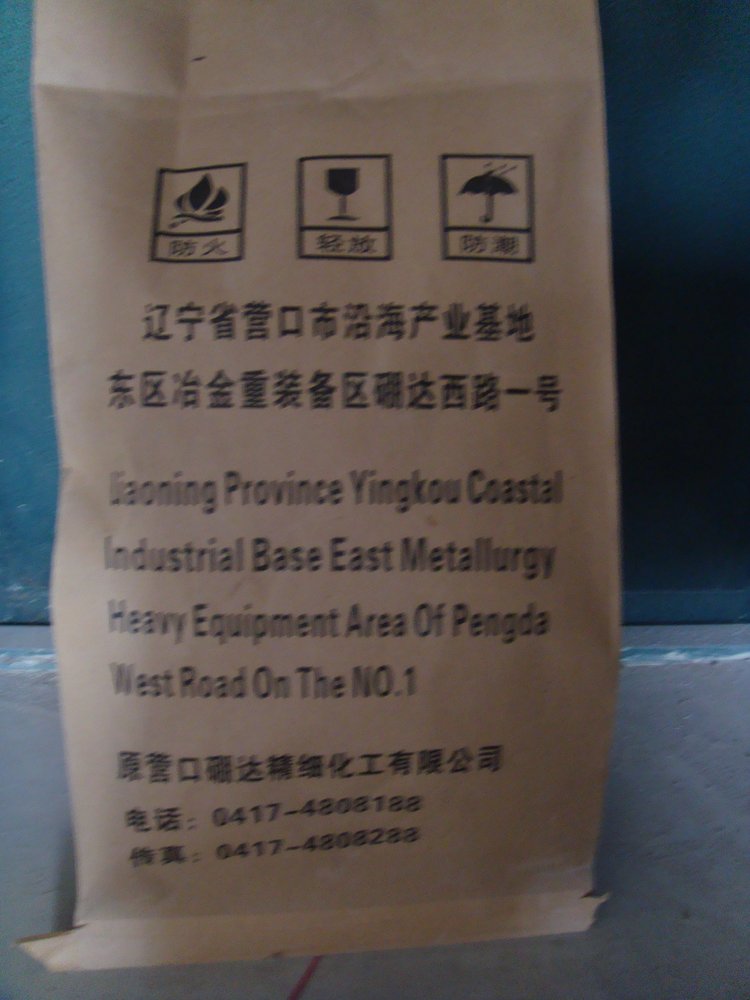 防火 轻放 防潮
辽宁省营口市沿海产业基地
东区冶金重装备区硼达西路一号
Liaoning Province Yingkou Coastal
Industrial Base East Metallurgy
Heavy Equipment Area Of Pengda
West Road On The NO.1
原营口硼达精细化工有限公司
电话：0417-4808188
传真：0417-4808288